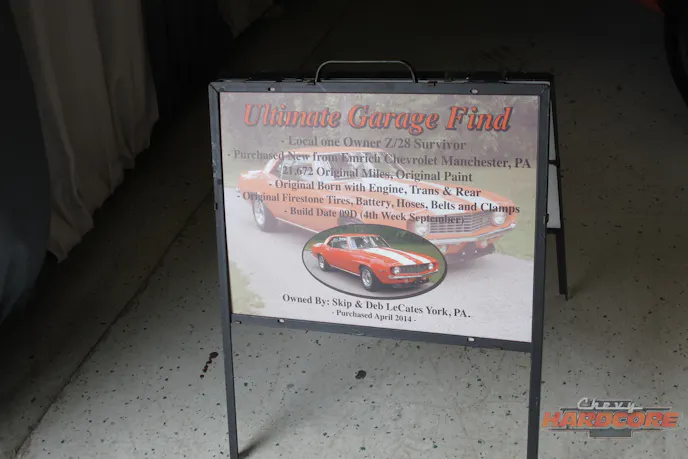 Ultimate Garage Find
- Local one Owner Z/28 Survivor
- Purchased New from Emrich Chevrolet Manchester, PA
- 21,672 Original Miles, Original Paint
- Original Born with Engine, Trans & Rear
- Original Firestone Tires, Battery, Hoses, Belts and Clamps
- Build Date 09D (4th Week September)
Owned By: Skip & Deb LeCates York, PA.
- Purchased April 2014 -
Chevy
HARDCORE